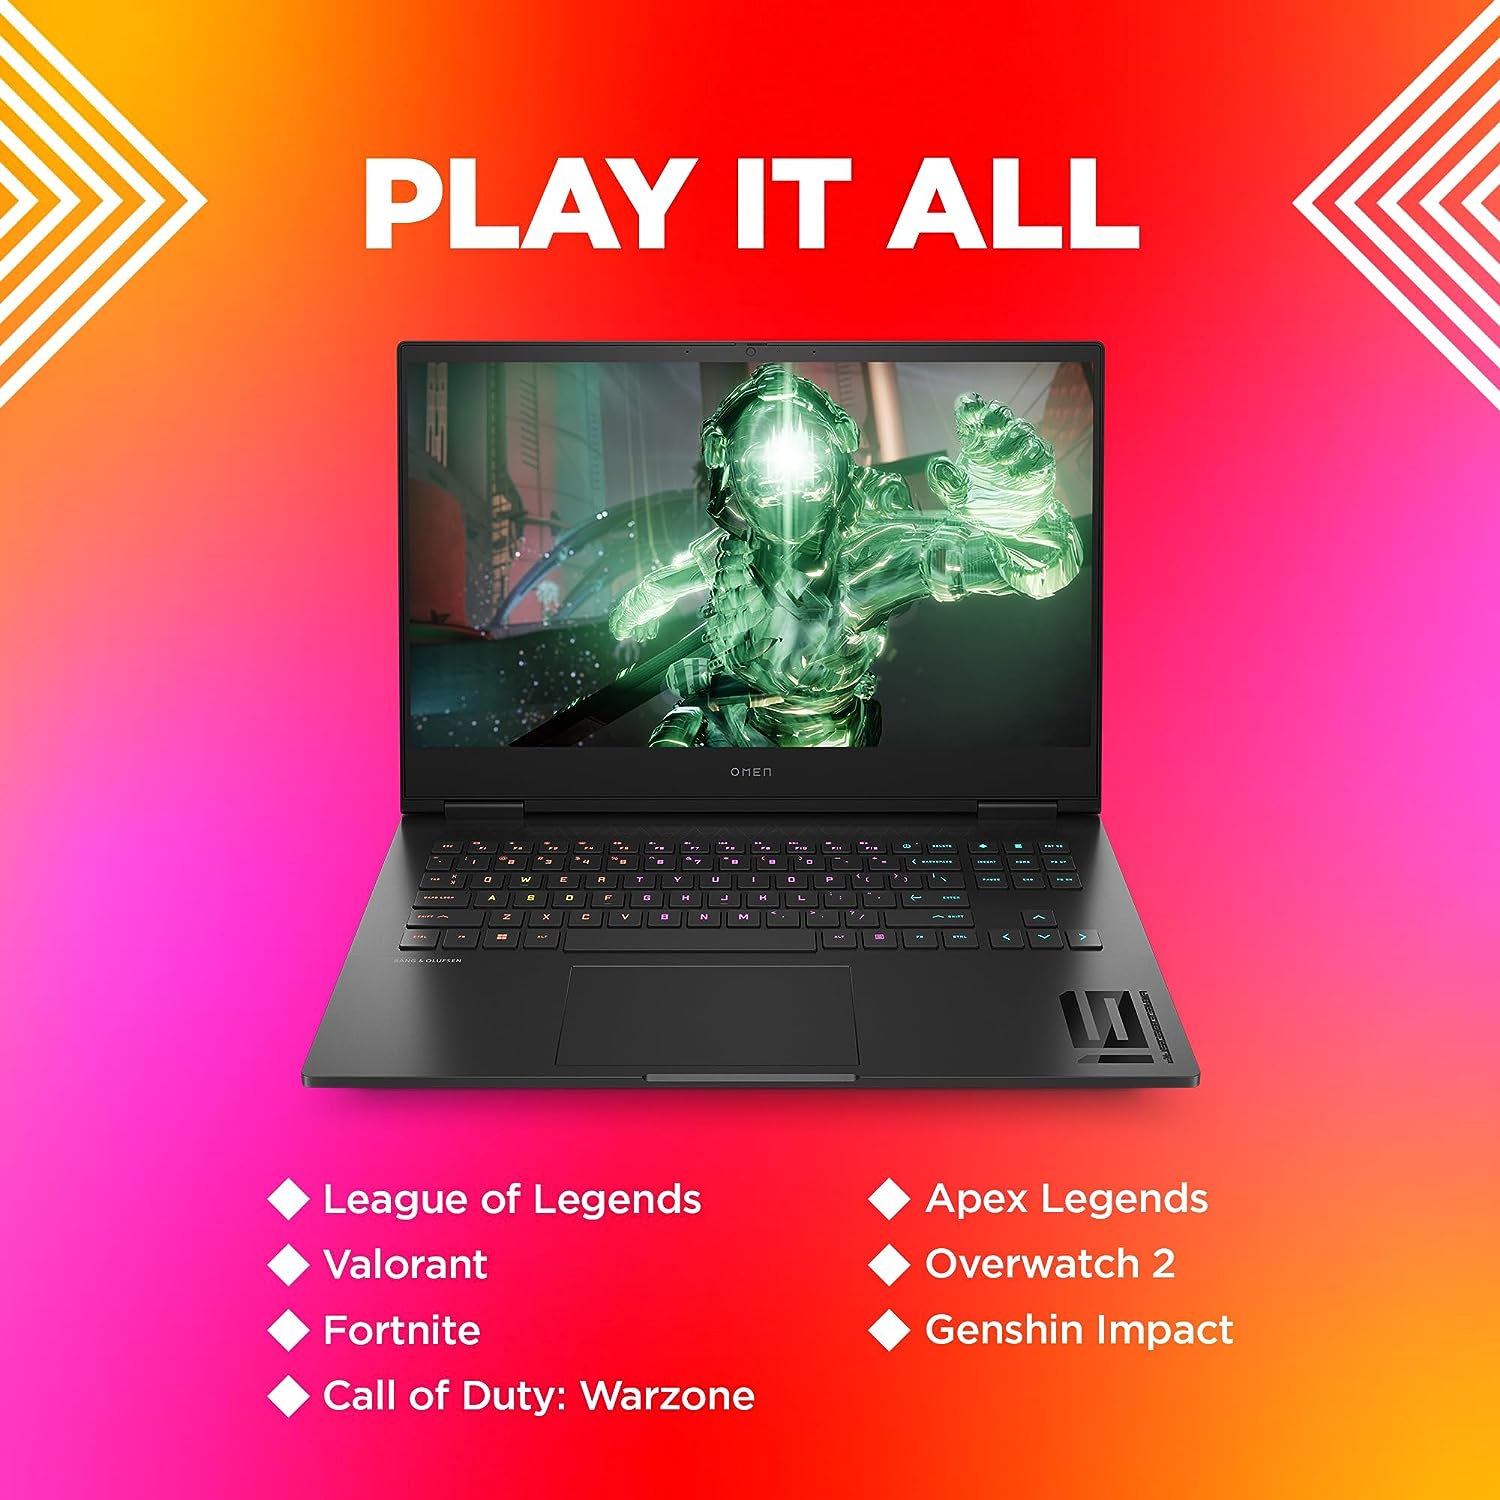 PLAY IT ALL
OMEN
BANG & OLUFSEN
League of Legends
Valorant
Fortnite
Call of Duty: Warzone
Apex Legends
Overwatch 2
Genshin Impact